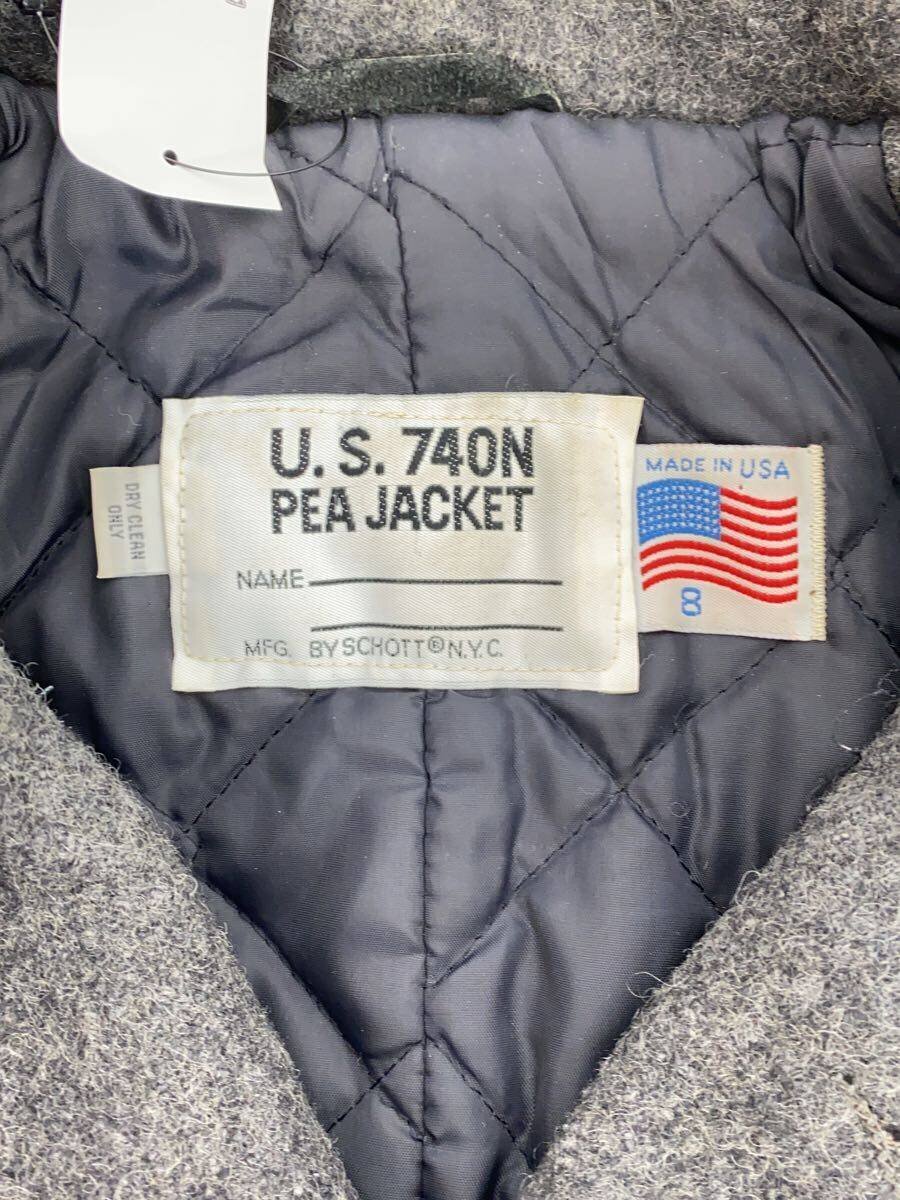 U.S. 740N
PEA JACKET
NAME
MFG. BY SCHOTT® N.Y.C.
DRY CLEAN
ONLY
MADE IN USA
8